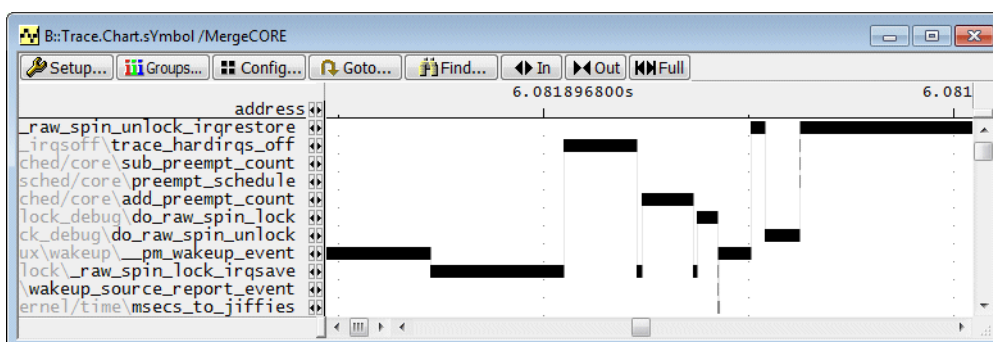 B::Trace.Chart.sYmbol /MergeCORE
Setup... Groups... Config... Goto... Find... In Out Full
6.081896800s 6.081
address
_raw_spin_unlock_irqrestore
_irqsoff\trace_hardirqs_off
ched/core\sub_preempt_count
sched/core\preempt_schedule
ched/core\add_preempt_count
lock_debug\do_raw_spin_lock
ck_debug\do_raw_spin_unlock
ux\wakeup\__pm_wakeup_event
lock\_raw_spin_lock_irqsave
\wakeup_source_report_event
ernel/time\msecs_to_jiffies